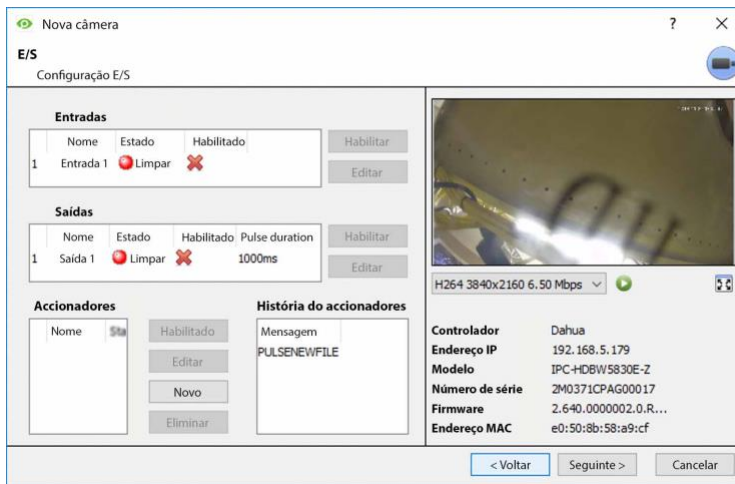 Nova câmera
?
E/S
Configuração E/S
Entradas
Nome Estado Habilitado
1 Entrada 1 Limpar
Habilitar
Editar
Saídas
Nome Estado Habilitado Pulse duration
1 Saída 1 Limpar 1000ms
Habilitar
Editar
Accionadores
Nome
Habilitado
Editar
Novo
Eliminar
História do accionadores
Mensagem
PULSENEWFILE
H264 3840x2160 6.50 Mbps
Controlador Dahua
Endereço IP 192.168.5.179
Modelo IPC-HDBW5830E-Z
Número de série 2M0371CPAG00017
Firmware 2.640.0000002.0.R...
Endereço MAC e0:50:8b:58:a9:cf
< Voltar
Seguinte >
Cancelar